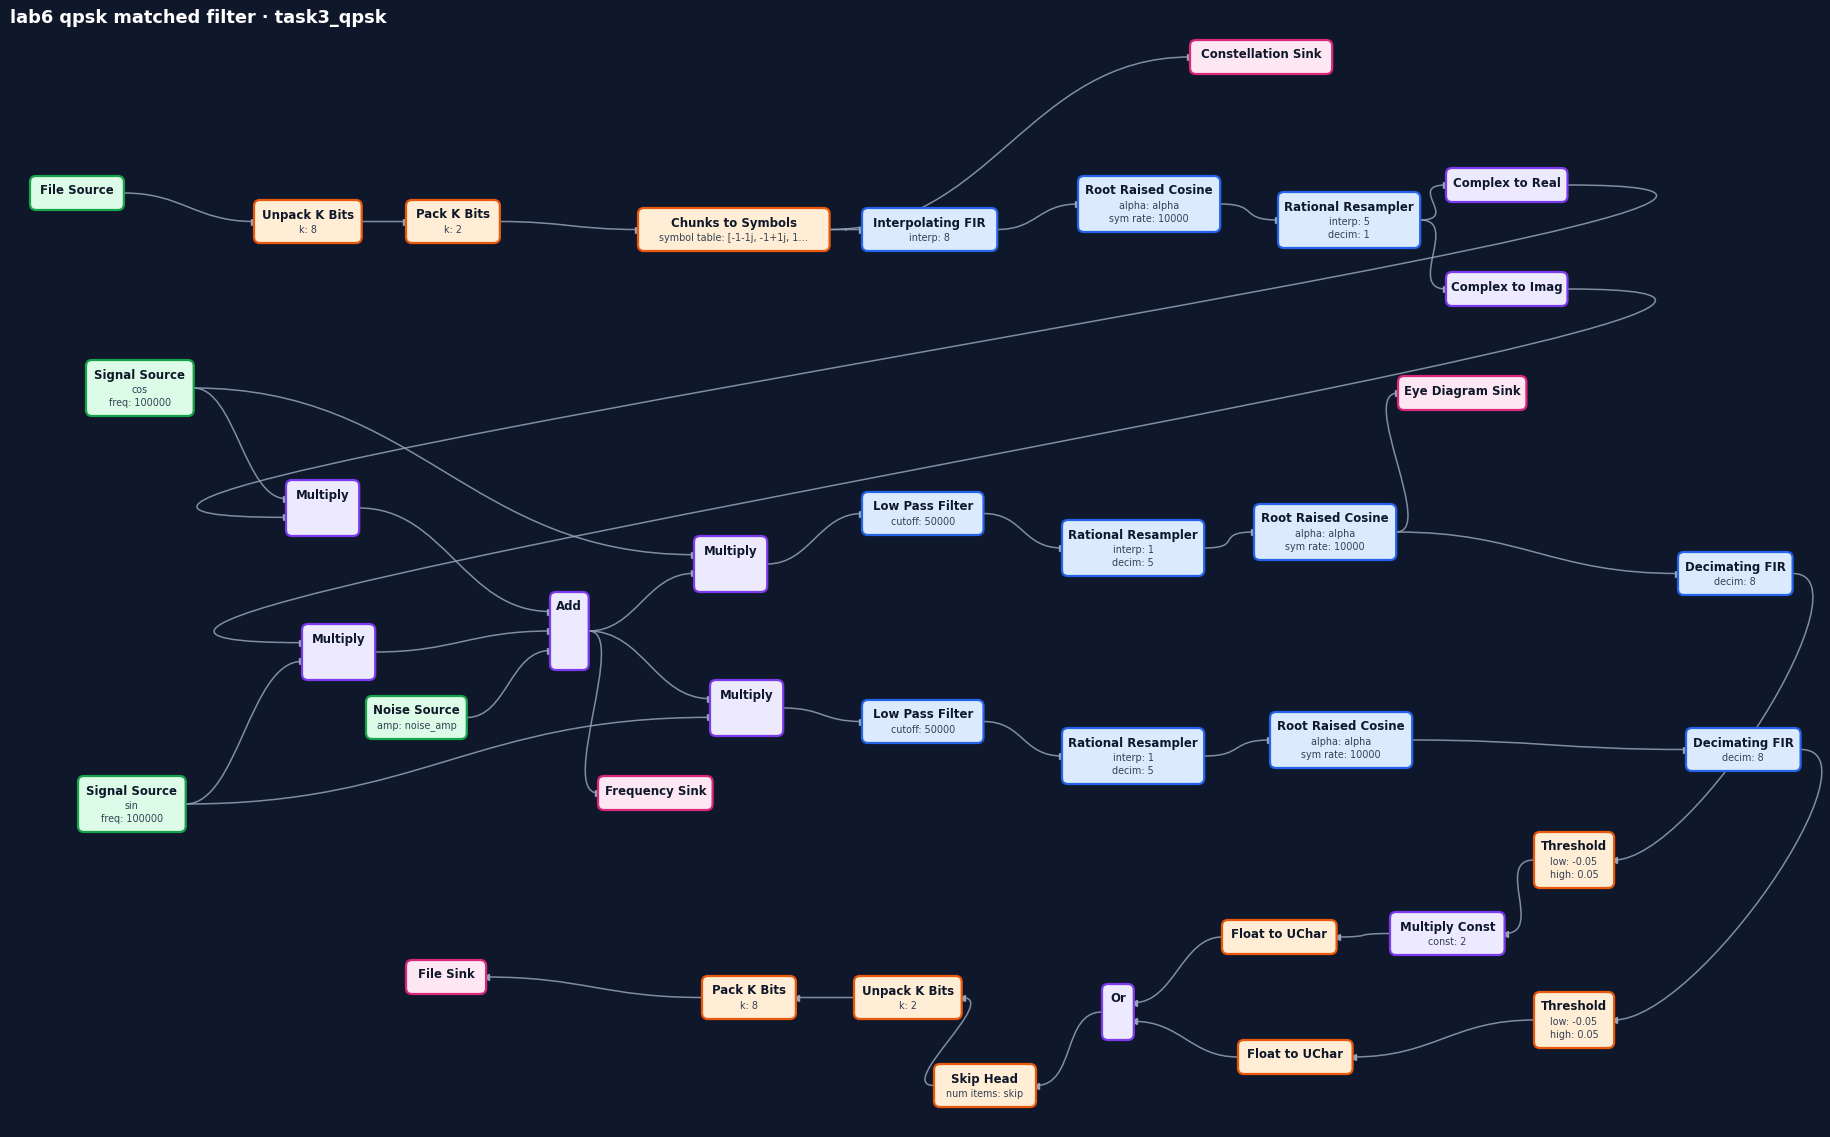 lab6 qpsk matched filter · task3_qpsk
Constellation Sink
File Source
Unpack K Bits
k: 8
Pack K Bits
k: 2
Chunks to Symbols
symbol table: [-1-1j, -1+1j, 1...
Interpolating FIR
interp: 8
Root Raised Cosine
alpha: alpha
sym rate: 10000
Rational Resampler
interp: 5
decim: 1
Complex to Real
Complex to Imag
Signal Source
cos
freq: 100000
Eye Diagram Sink
Multiply
Multiply
Low Pass Filter
cutoff: 50000
Rational Resampler
interp: 1
decim: 5
Root Raised Cosine
alpha: alpha
sym rate: 10000
Decimating FIR
decim: 8
Add
Multiply
Noise Source
amp: noise_amp
Multiply
Low Pass Filter
cutoff: 50000
Rational Resampler
interp: 1
decim: 5
Root Raised Cosine
alpha: alpha
sym rate: 10000
Decimating FIR
decim: 8
Signal Source
sin
freq: 100000
Frequency Sink
Threshold
low: -0.05
high: 0.05
Multiply Const
const: 2
Float to UChar
File Sink
Pack K Bits
k: 8
Unpack K Bits
k: 2
Or
Threshold
low: -0.05
high: 0.05
Float to UChar
Skip Head
num items: skip